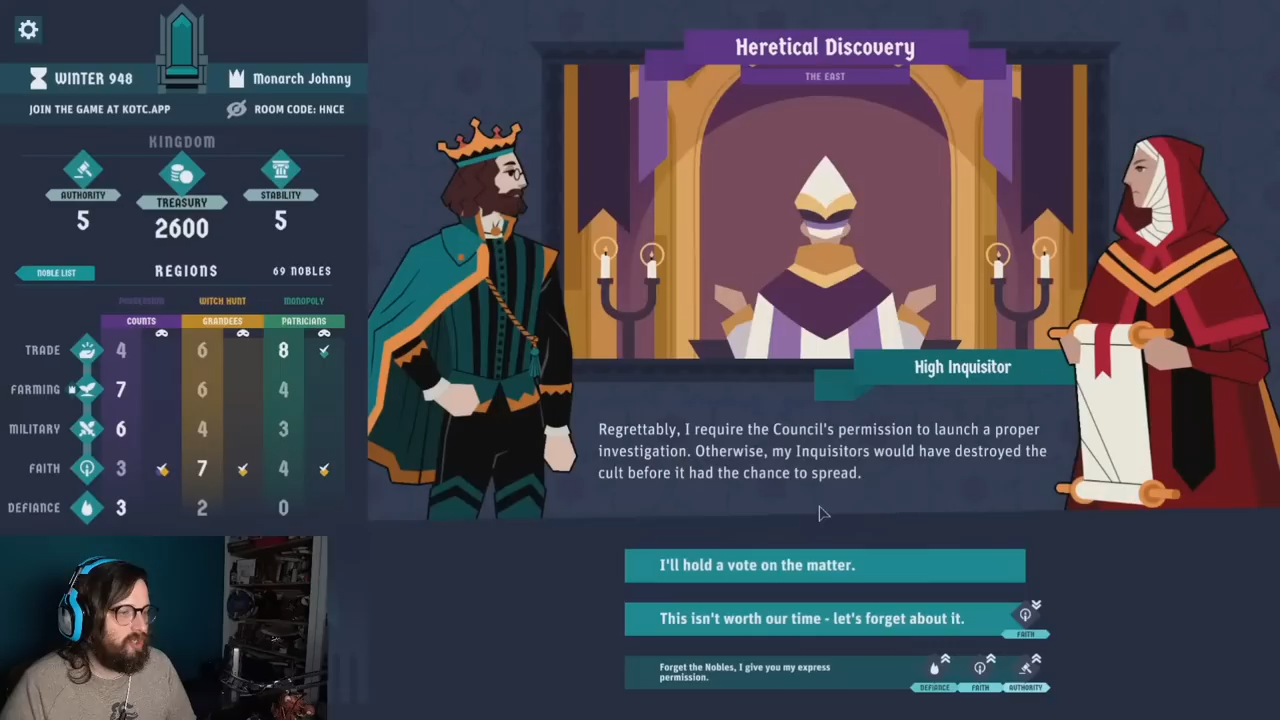 WINTER 948
Monarch Johnny
JOIN THE GAME AT KOTC.APP
ROOM CODE: HNCE
KINGDOM
AUTHORITY
TREASURY
STABILITY
5
2600
5
NOBLE LIST
REGIONS
69 NOBLES
WITCH HUNT
MONOPOLY
COUNTS
GRANDEES
PATRICIANS
TRADE 4 6 8
FARMING 7 6 4
MILITARY 6 4 3
FAITH 3 7 4
DEFIANCE 3 2 0
Heretical Discovery
THE EAST
High Inquisitor
Regrettably, I require the Council's permission to launch a proper
investigation. Otherwise, my Inquisitors would have destroyed the
cult before it had the chance to spread.
I'll hold a vote on the matter.
This isn't worth our time - let's forget about it.
FAITH
Forget the Nobles, I give you my express
permission.
DEFIANCE
FAITH
AUTHORITY